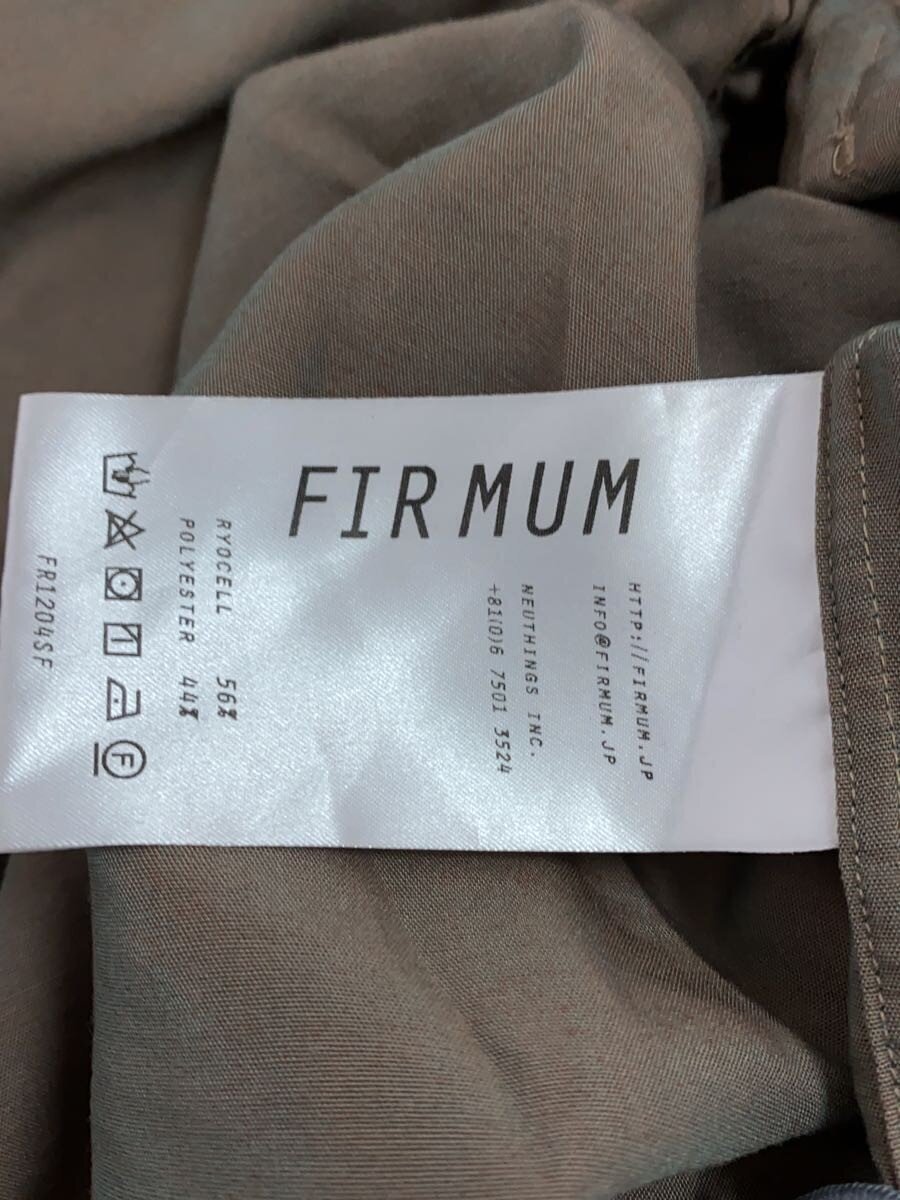 FIRMUM
HTTP://FIRMUM.JP
INFO@FIRMUM.JP
NEUTHINGS INC.
+81(0)6 7501 3524
RYOCELL 56%
POLYESTER 44%
F
FR1204SF